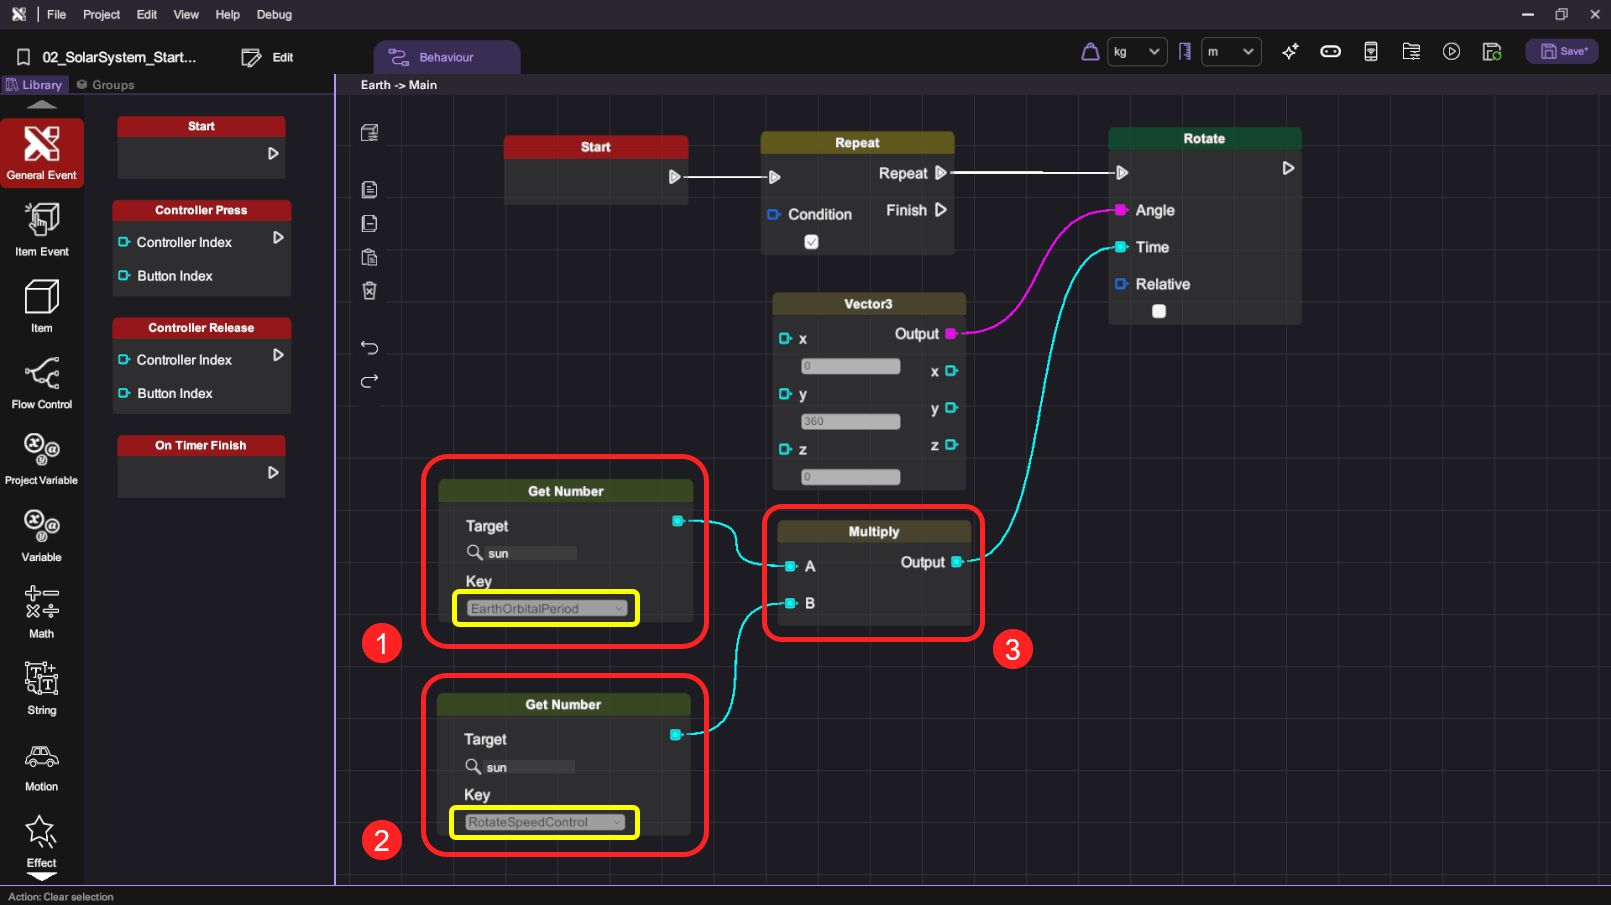 File Project Edit View Help Debug
02_SolarSystem_Start... Edit Behaviour kg m Save*
Library Groups
Earth -> Main
General Event
Item Event
Item
Flow Control
Project Variable
Variable
Math
String
Motion
Effect
Start
Controller Press
Controller Index
Button Index
Controller Release
Controller Index
Button Index
On Timer Finish
Start
Repeat
Repeat
Condition
Finish
Rotate
Angle
Time
Relative
Vector3
Output
x
0
x
y
360
y
z
0
z
Get Number
Target
sun
Key
EarthOrbitalPeriod
1
Get Number
Target
sun
Key
RotateSpeedControl
2
Multiply
Output
A
B
3
Action: Clear selection